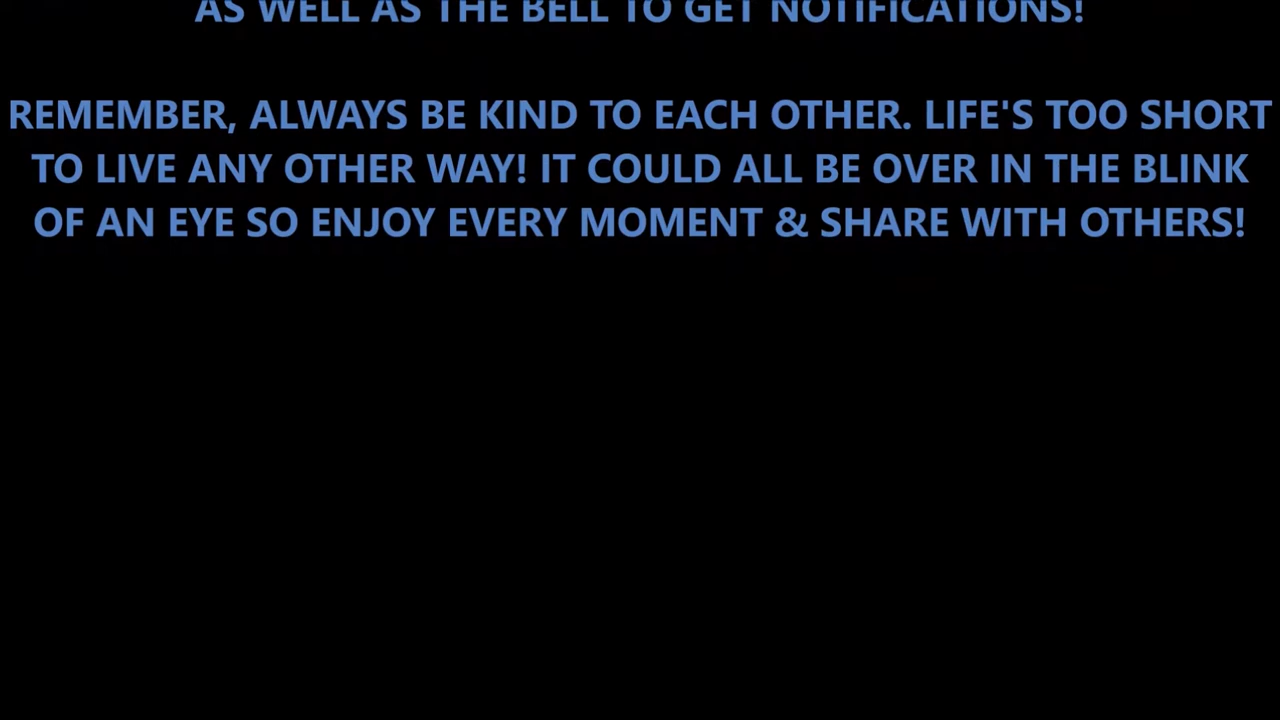 AS WELL AS THE BELL TO GET NOTIFICATIONS!
REMEMBER, ALWAYS BE KIND TO EACH OTHER. LIFE'S TOO SHORT
TO LIVE ANY OTHER WAY! IT COULD ALL BE OVER IN THE BLINK
OF AN EYE SO ENJOY EVERY MOMENT & SHARE WITH OTHERS!